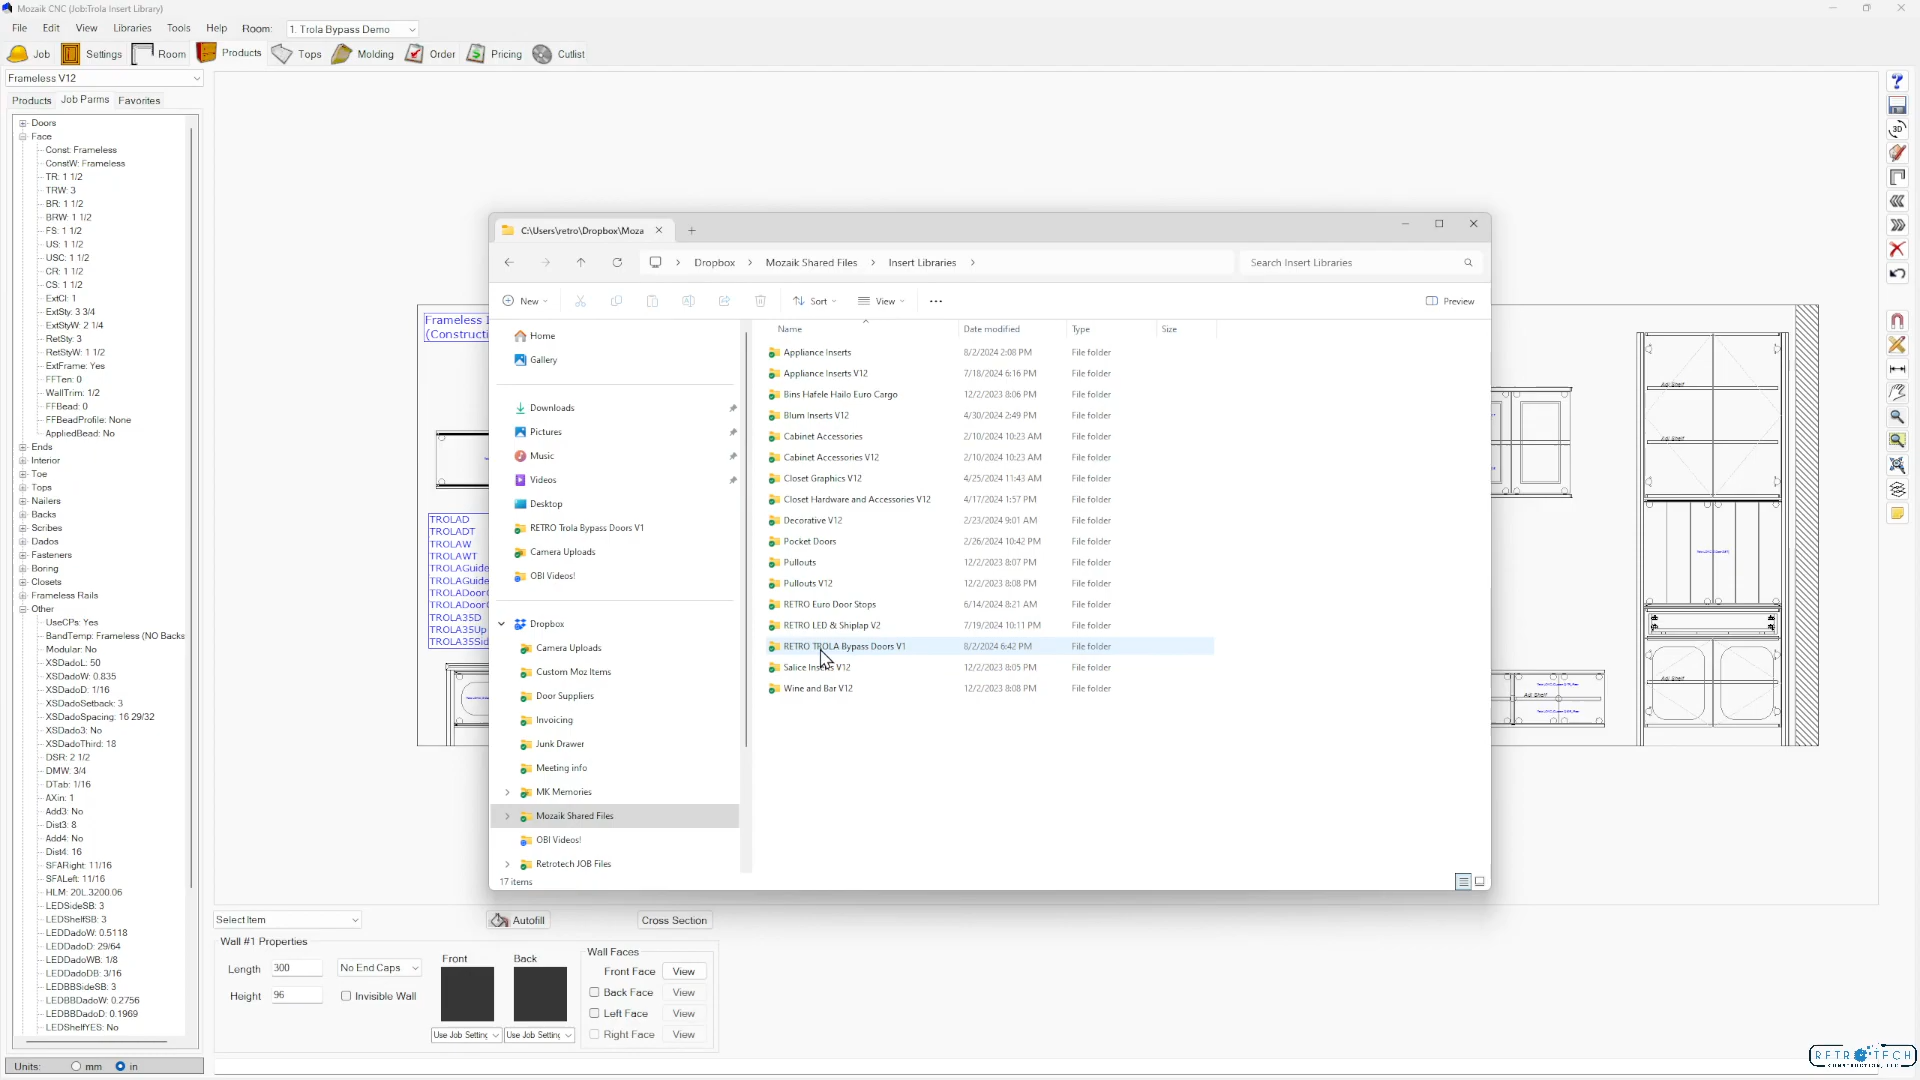 Mozaik CNC (Job:Trola Insert Library)
File Edit View Libraries Tools Help Room: 1. Trola Bypass Demo
Job Settings Room Products Tops Molding Order Pricing Cutlist
Frameless V12
Products Job Parms Favorites
Doors
Face
Const: Frameless
ConstW: Frameless
TR: 1 1/2
TRW: 3
BR: 1 1/2
BRW: 1 1/2
FS: 1 1/2
US: 1 1/2
USC: 1 1/2
CR: 1 1/2
CS: 1 1/2
ExtCl: 1
ExtSty: 3 3/4
ExtStyW: 2 1/4
RetSty: 3
RetStyW: 1 1/2
ExtFrame: Yes
FFTen: 0
WallTrim: 1/2
FFBead: 0
FFBeadProfile: None
AppliedBead: No
Ends
Interior
Toe
Tops
Nailers
Backs
Scribes
Dados
Fasteners
Boring
Closets
Frameless Rails
Other
UseCPs: Yes
BandTemp: Frameless (NO Backs
Modular: No
XSDadoL: 50
XSDadoW: 0.835
XSDadoD: 1/16
XSDadoSetback: 3
XSDadoSpacing: 16 29/32
XSDado3: No
XSDadoThird: 18
DSR: 2 1/2
DMW: 3/4
DTab: 1/16
AXin: 1
Add3: No
Dist3: 8
Add4: No
Dist4: 16
SFARight: 11/16
SFALeft: 11/16
HLM: 20L.3200.06
LEDSideSB: 3
LEDShelfSB: 3
LEDDadoW: 0.5118
LEDDadoD: 29/64
LEDDadoWB: 1/8
LEDDadoDB: 3/16
LEDBBSideSB: 3
LEDBBDadoW: 0.2756
LEDBBDadoD: 0.1969
LEDShelfYES: No
Units: mm in
Frameless
(Constructi
TROLAD
TROLADT
TROLAW
TROLAWT
TROLAGuide
TROLAGuide
TROLADoor
TROLADoor
TROLA35D
TROLA35Up
TROLA35Sid
C:\Users\retro\Dropbox\Moza
Dropbox > Mozaik Shared Files > Insert Libraries >
Search Insert Libraries
New Sort View ... Preview
Home
Gallery
Downloads
Pictures
Music
Videos
Desktop
RETRO Trola Bypass Doors V1
Camera Uploads
OBI Videos!
Dropbox
Camera Uploads
Custom Moz Items
Door Suppliers
Invoicing
Junk Drawer
Meeting info
MK Memories
Mozaik Shared Files
OBI Videos!
Retrotech JOB Files
17 items
Name Date modified Type Size
Appliance Inserts 8/2/2024 2:08 PM File folder
Appliance Inserts V12 7/18/2024 6:16 PM File folder
Bins Hafele Hailo Euro Cargo 12/2/2023 8:06 PM File folder
Blum Inserts V12 4/30/2024 2:49 PM File folder
Cabinet Accessories 2/10/2024 10:23 AM File folder
Cabinet Accessories V12 2/10/2024 10:23 AM File folder
Closet Graphics V12 4/25/2024 11:43 AM File folder
Closet Hardware and Accessories V12 4/17/2024 1:57 PM File folder
Decorative V12 2/23/2024 9:01 AM File folder
Pocket Doors 2/26/2024 10:42 PM File folder
Pullouts 12/2/2023 8:07 PM File folder
Pullouts V12 12/2/2023 8:08 PM File folder
RETRO Euro Door Stops 6/14/2024 8:21 AM File folder
RETRO LED & Shiplap V2 7/19/2024 10:11 PM File folder
RETRO TROLA Bypass Doors V1 8/2/2024 6:42 PM File folder
Salice Inserts V12 12/2/2023 8:05 PM File folder
Wine and Bar V12 12/2/2023 8:08 PM File folder
Adj Shelf
Adj Shelf
Adj Shelf
Adj Shelf
3D
Select Item Autofill Cross Section
Wall #1 Properties
Length 300 No End Caps
Height 96 Invisible Wall
Front Back
Use Job Setting Use Job Setting
Wall Faces
Front Face View
Back Face View
Left Face View
Right Face View
RETROTECH
CONSTRUCTION, LLC